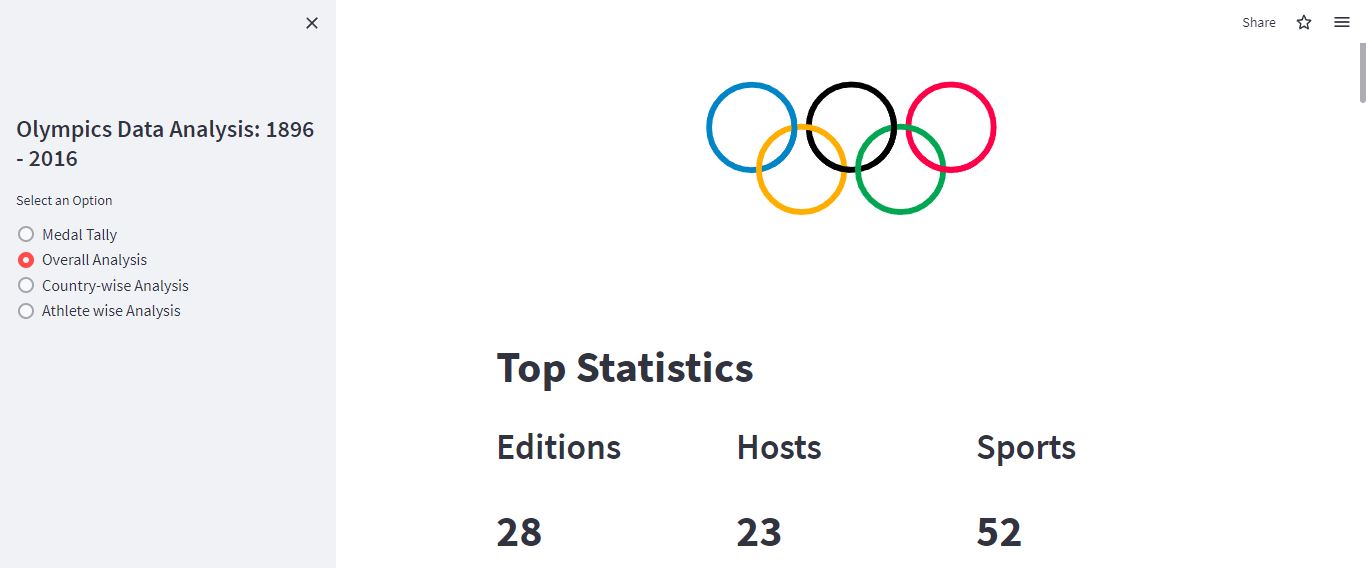 Share
Olympics Data Analysis: 1896
- 2016
Select an Option
Medal Tally
Overall Analysis
Country-wise Analysis
Athlete wise Analysis
Top Statistics
Editions Hosts Sports
28 23 52